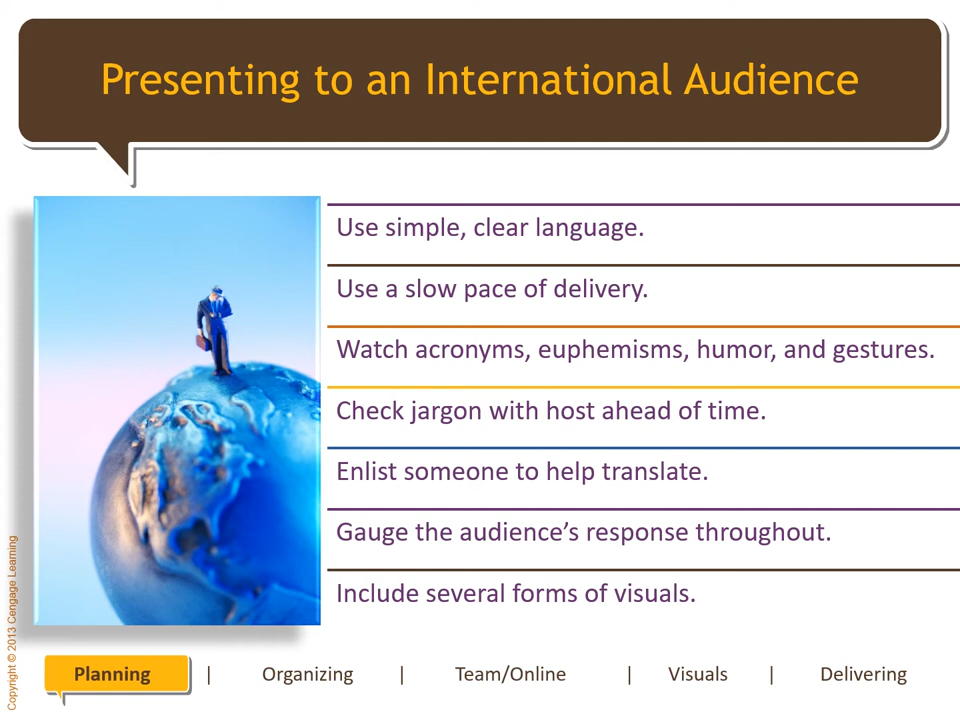 Presenting to an International Audience
Use simple, clear language.
Use a slow pace of delivery.
Watch acronyms, euphemisms, humor, and gestures.
Check jargon with host ahead of time.
Enlist someone to help translate.
Gauge the audience’s response throughout.
Include several forms of visuals.
Copyright © 2013 Cengage Learning
Planning | Organizing | Team/Online | Visuals | Delivering